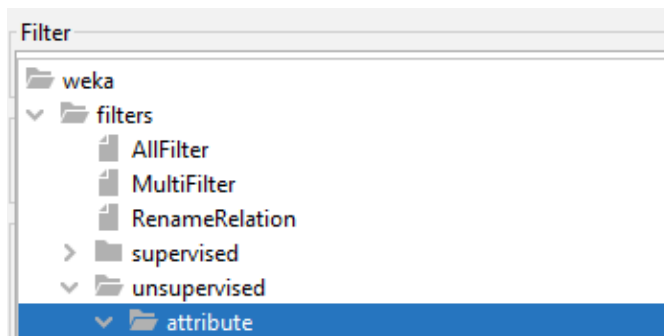 Filter
weka
filters
AllFilter
MultiFilter
RenameRelation
supervised
unsupervised
attribute